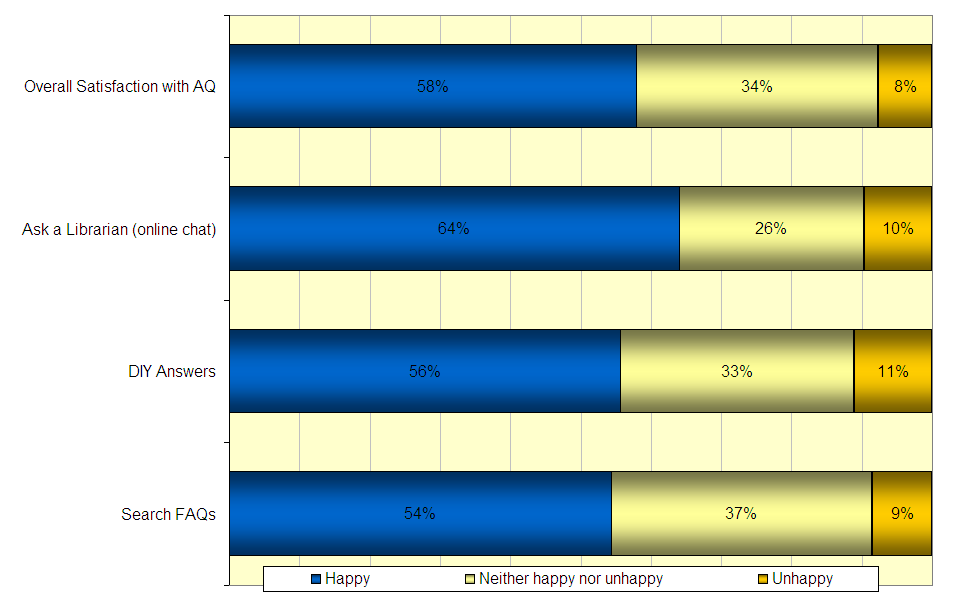 Overall Satisfaction with AQ
58%
34%
8%
Ask a Librarian (online chat)
64%
26%
10%
DIY Answers
56%
33%
11%
Search FAQs
54%
37%
9%
Happy
Neither happy nor unhappy
Unhappy